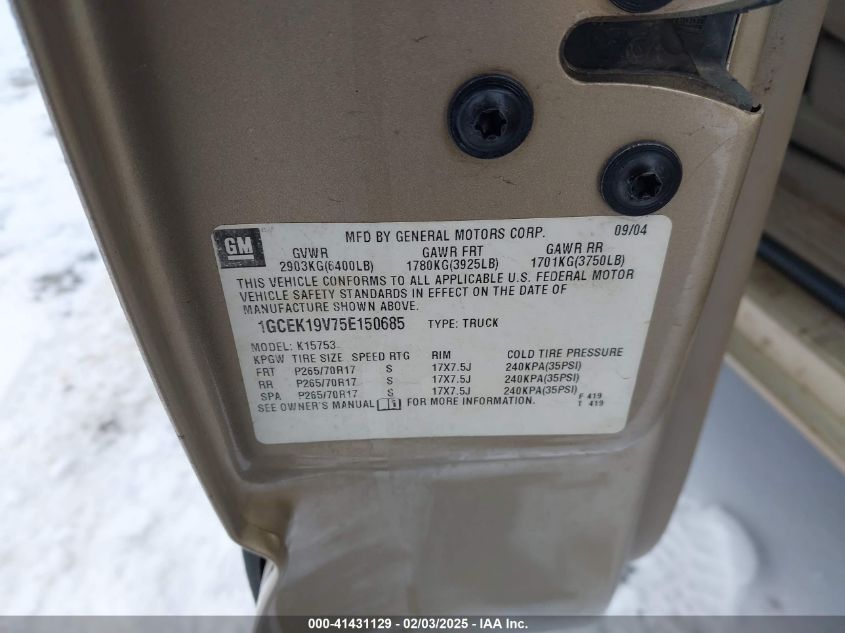 GM
MFD BY GENERAL MOTORS CORP. 09/04
GVWR GAWR FRT GAWR RR
2903KG(6400LB) 1780KG(3925LB) 1701KG(3750LB)
THIS VEHICLE CONFORMS TO ALL APPLICABLE U.S. FEDERAL MOTOR
VEHICLE SAFETY STANDARDS IN EFFECT ON THE DATE OF
MANUFACTURE SHOWN ABOVE.
1GCEK19V75E150685 TYPE: TRUCK
MODEL: K15753
KPGW TIRE SIZE SPEED RTG RIM COLD TIRE PRESSURE
FRT P265/70R17 S 17X7.5J 240KPA(35PSI)
RR P265/70R17 S 17X7.5J 240KPA(35PSI)
SPA P265/70R17 S 17X7.5J 240KPA(35PSI)
SEE OWNER'S MANUAL FOR MORE INFORMATION.
F 419
T 419
000-41431129 - 02/03/2025 - IAA Inc.